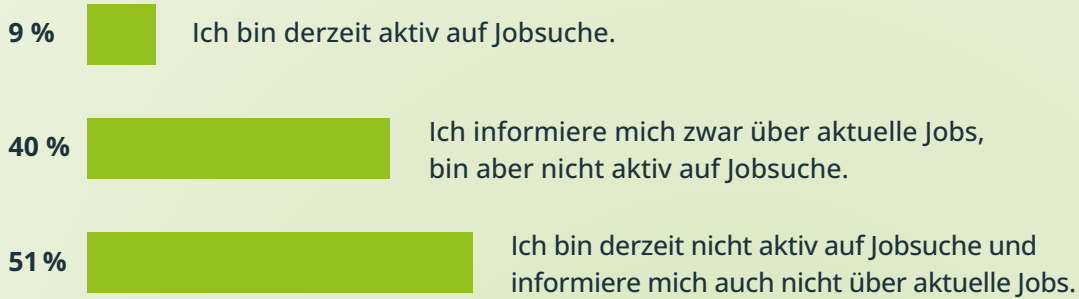 9 % Ich bin derzeit aktiv auf Jobsuche.
40 % Ich informiere mich zwar über aktuelle Jobs,
bin aber nicht aktiv auf Jobsuche.
51 % Ich bin derzeit nicht aktiv auf Jobsuche und
informiere mich auch nicht über aktuelle Jobs.